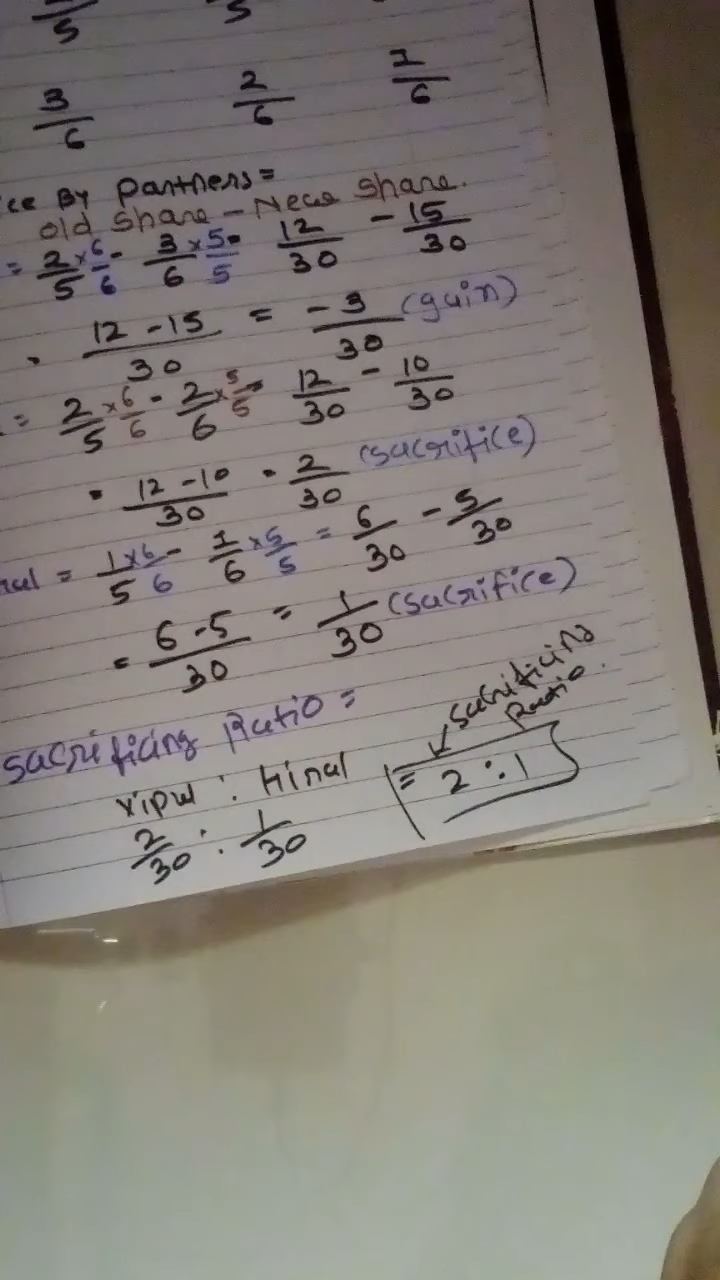 /5 /5
3/6 2/6 1/6
ce By Partners =
old share - New share.
= 2/5 × 6/6 - 3/6 × 5/5 = 12/30 - 15/30
= 12 - 15/30 = - 3/30 (gain)
= 2/5 × 6/6 - 2/6 × 5/5 = 12/30 - 10/30
= 12 - 10/30 = 2/30 (sacrifice)
nal = 1/5 × 6/6 - 1/6 × 5/5 = 6/30 - 5/30
= 6 - 5/30 = 1/30 (sacrifice)
sacrificing Ratio =
Vipul : Hinal
2/30 : 1/30
= 2 : 1
sacrificing
Ratio.